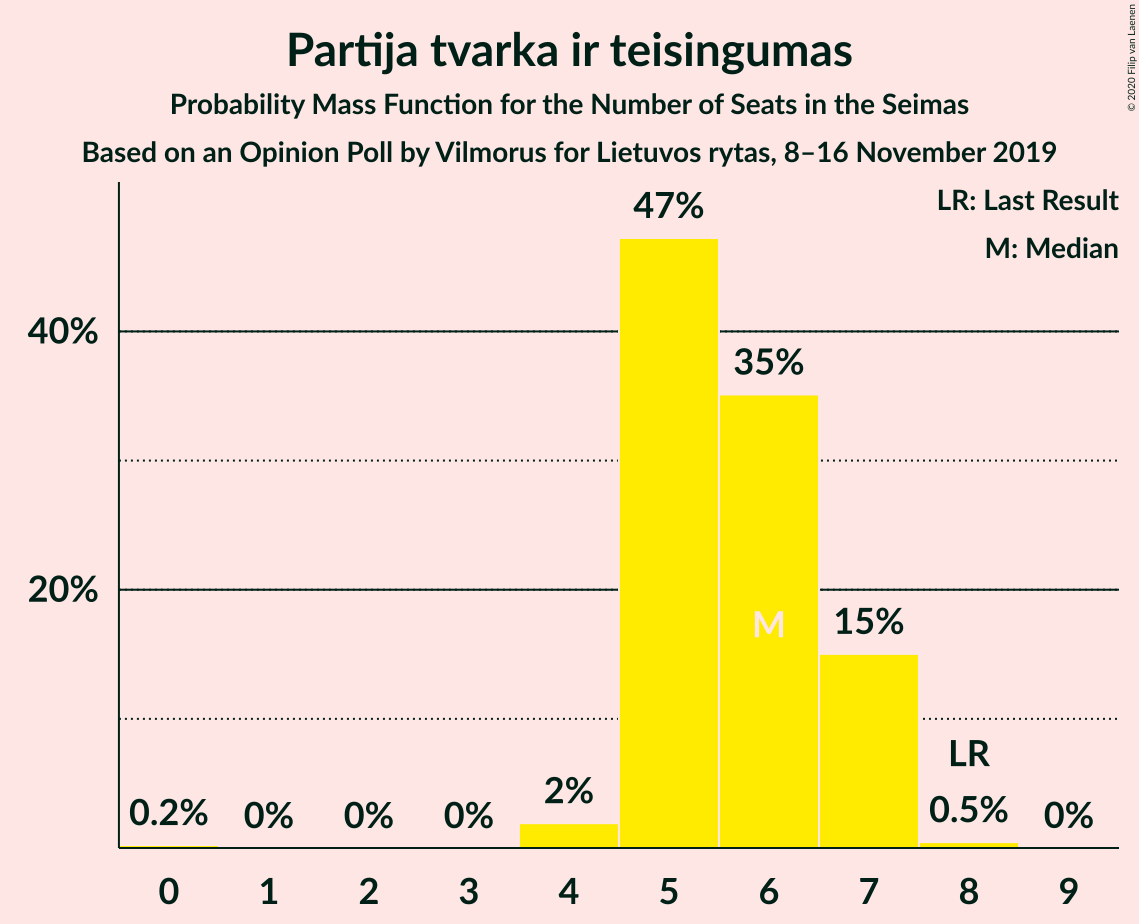 Partija tvarka ir teisingumas
Probability Mass Function for the Number of Seats in the Seimas
Based on an Opinion Poll by Vilmorus for Lietuvos rytas, 8–16 November 2019
© 2020 Filip van Laenen
LR: Last Result
M: Median
40%
20%
0.2%
0%
0%
0%
2%
47%
35%
M
15%
LR
0.5%
0%
0 1 2 3 4 5 6 7 8 9